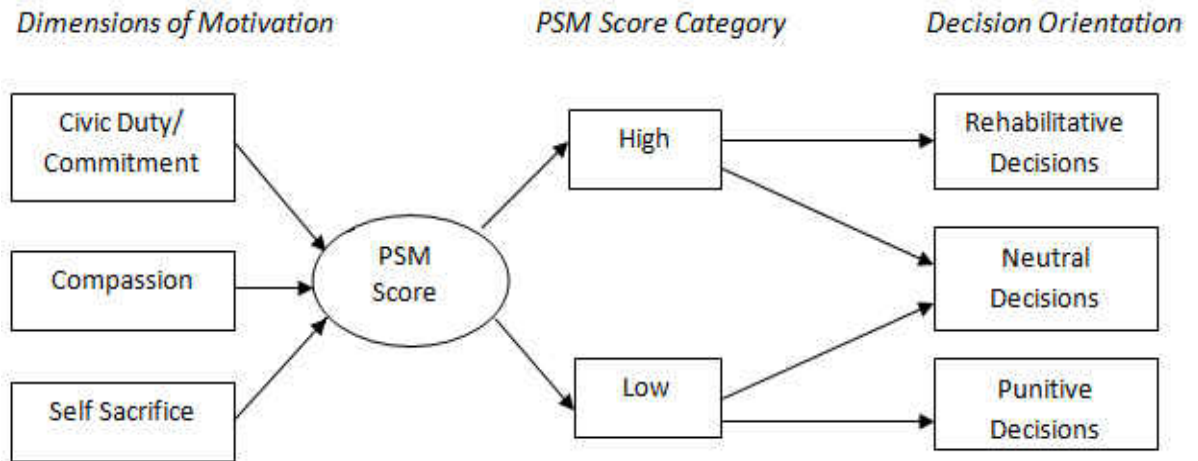 Dimensions of Motivation
PSM Score Category
Decision Orientation
Civic Duty/
Commitment
Compassion
Self Sacrifice
PSM
Score
High
Low
Rehabilitative
Decisions
Neutral
Decisions
Punitive
Decisions